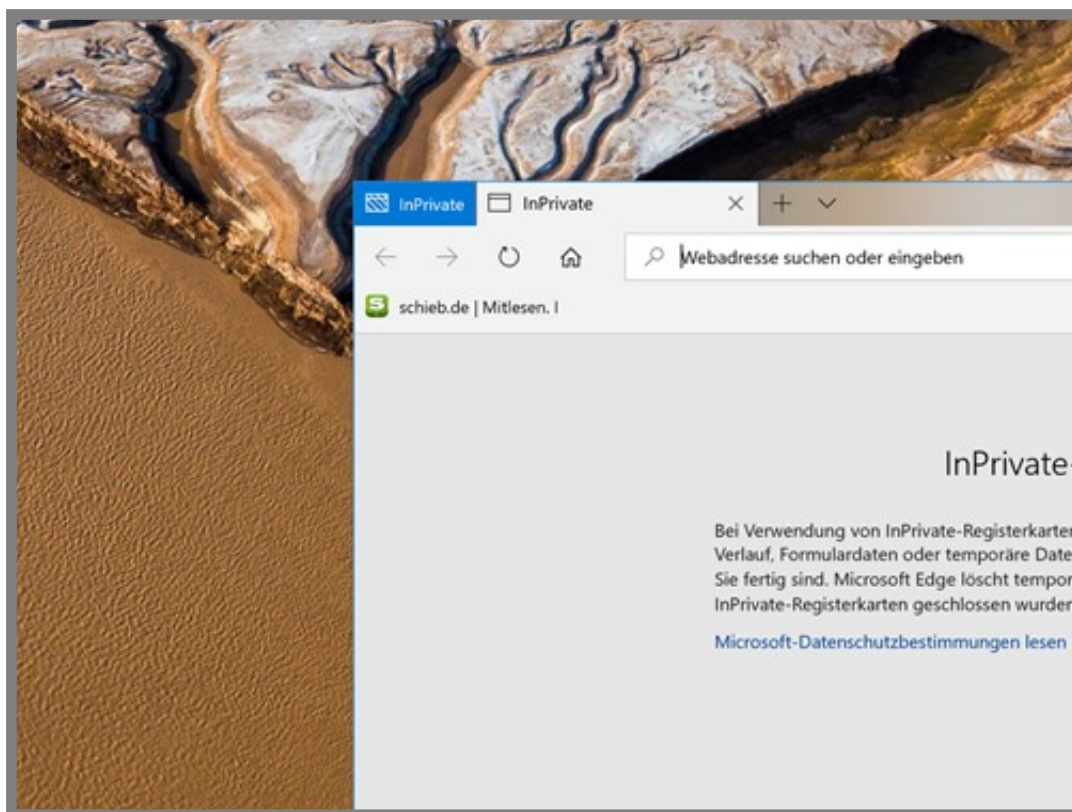 InPrivate
InPrivate
Webadresse suchen oder eingeben
schieb.de | Mitlesen. I
InPrivate-
Bei Verwendung von InPrivate-Registerkarten
Verlauf, Formulardaten oder temporäre Date
Sie fertig sind. Microsoft Edge löscht tempor
InPrivate-Registerkarten geschlossen wurden
Microsoft-Datenschutzbestimmungen lesen